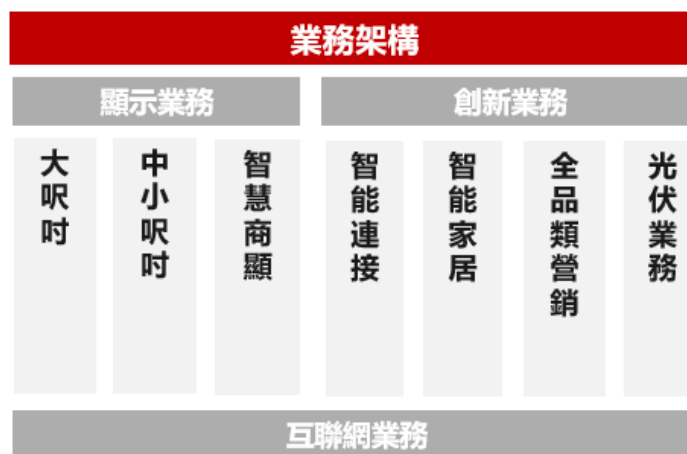 業務架構
顯示業務
創新業務
大呎吋
中小呎吋
智慧商顯
智能連接
智能家居
全品類營銷
光伏業務
互聯網業務